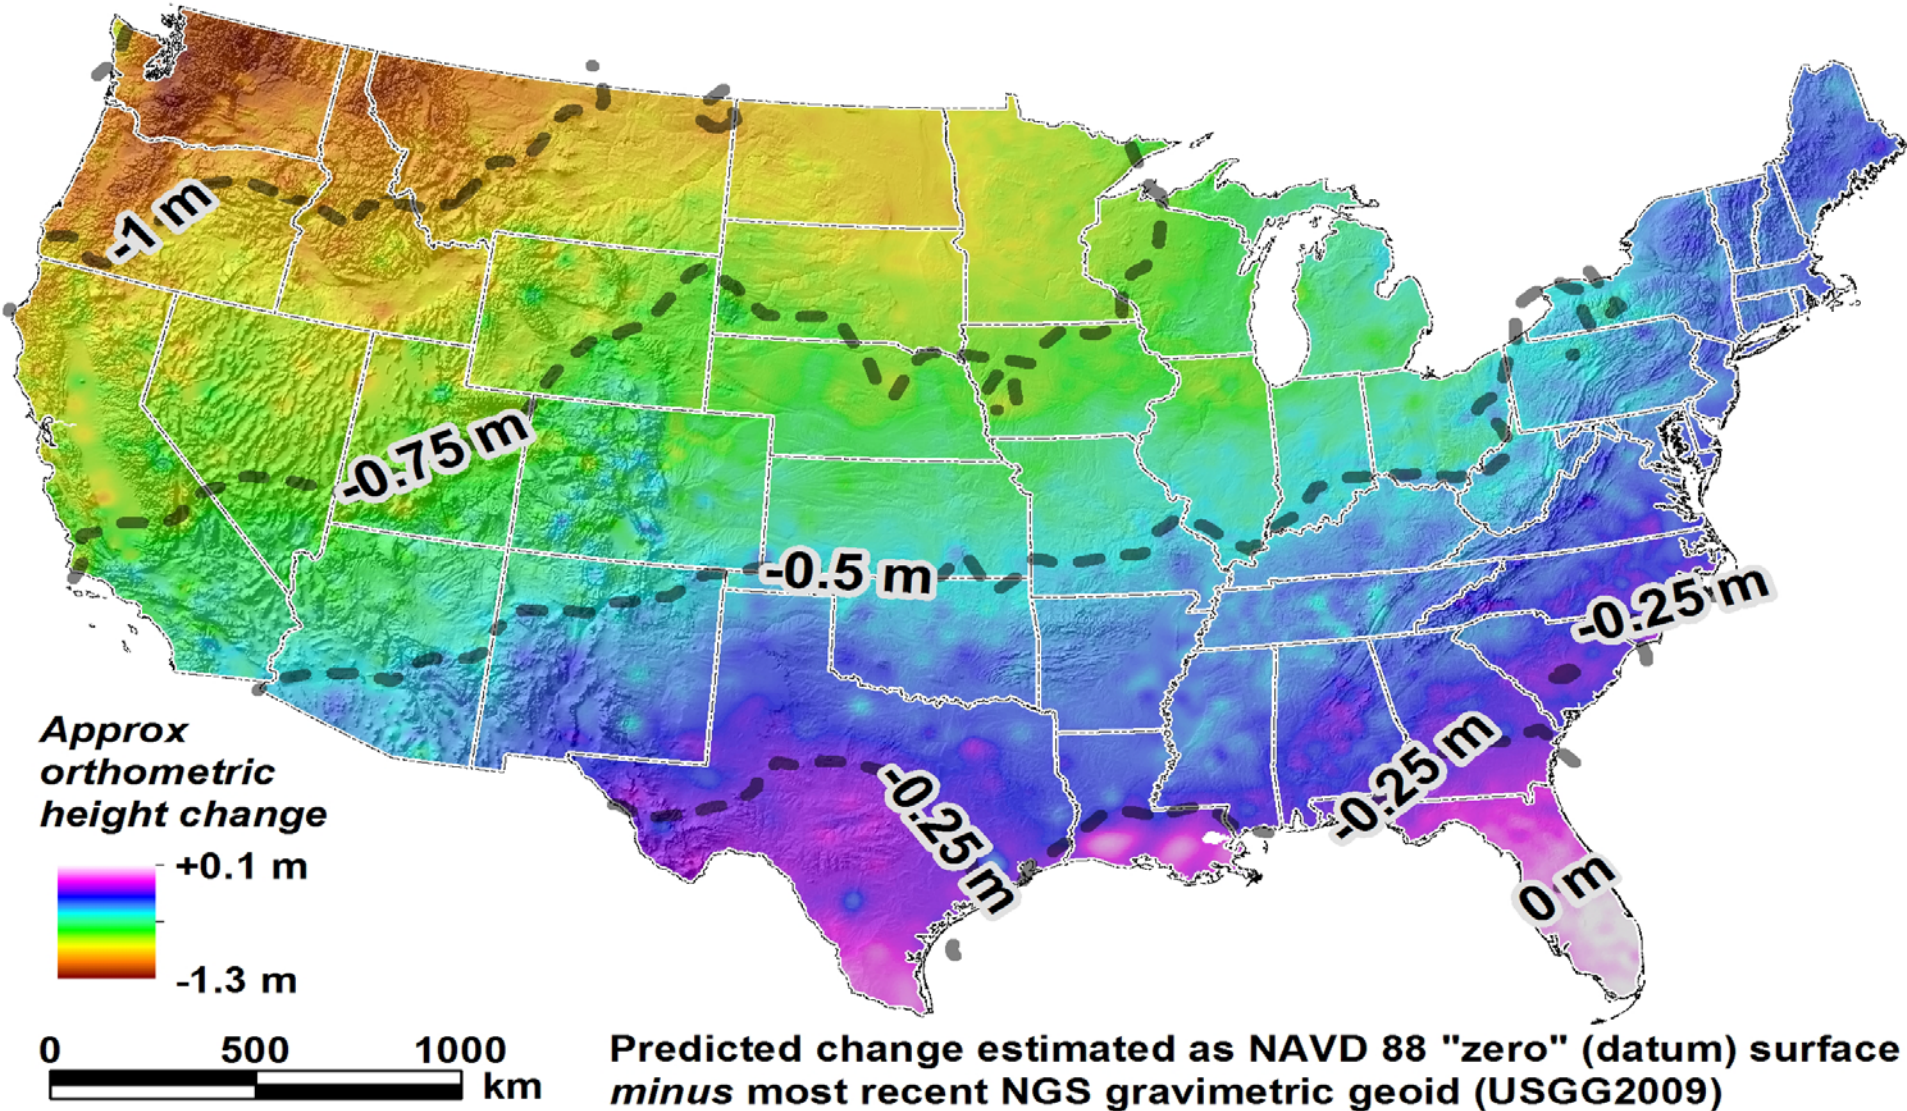 -1 m
-0.75 m
-0.5 m
-0.25 m
-0.25 m
-0.25 m
0 m
Approx
orthometric
height change
+0.1 m
-1.3 m
0 500 1000
km
Predicted change estimated as NAVD 88 "zero" (datum) surface
minus most recent NGS gravimetric geoid (USGG2009)